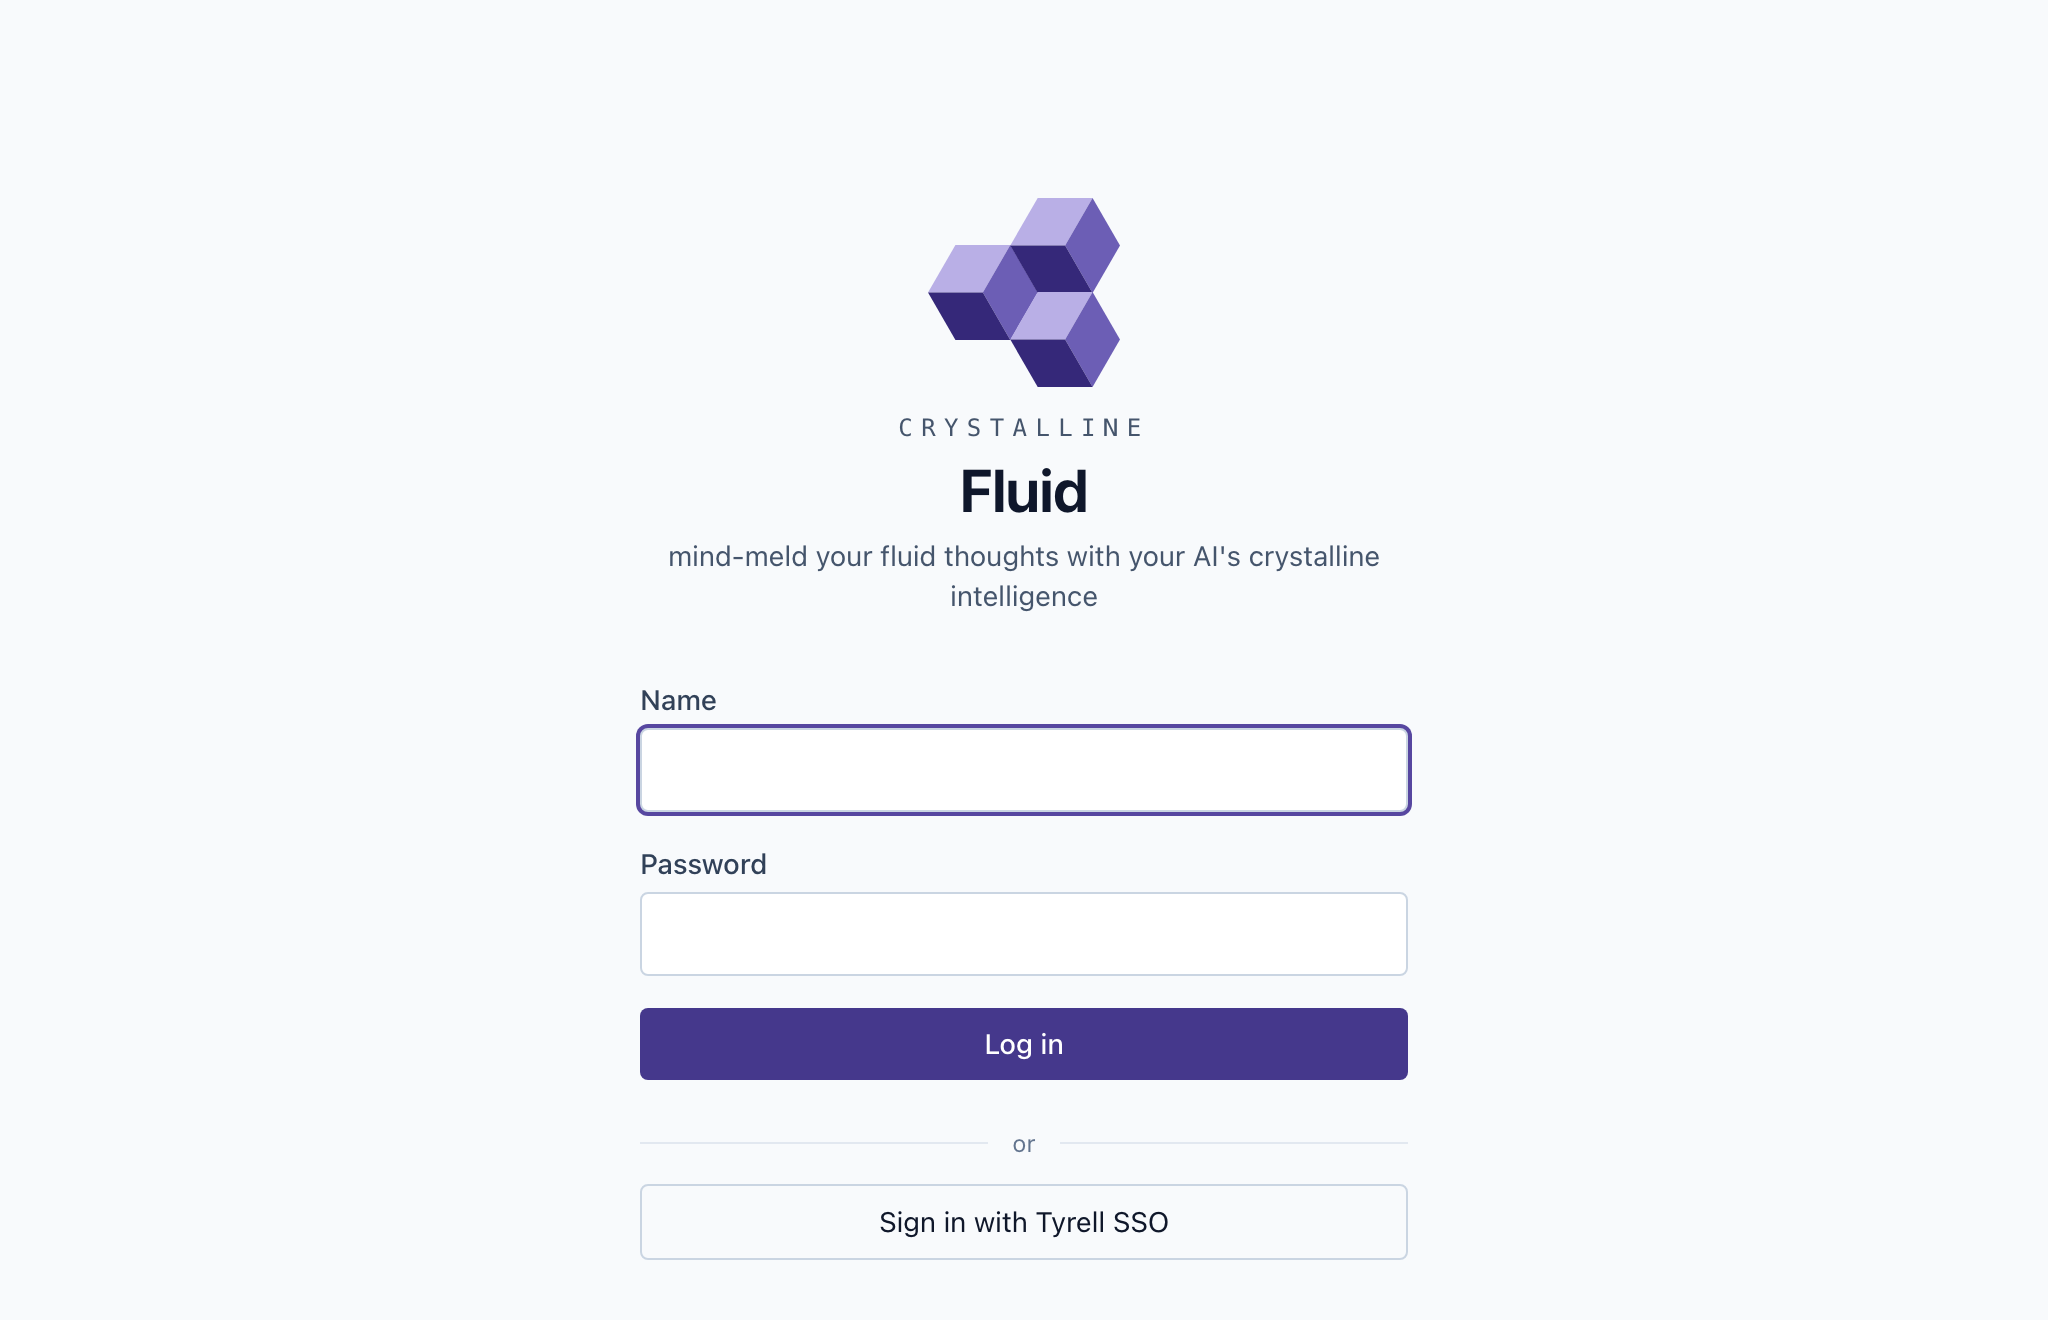 CRYSTALLINE
Fluid
mind-meld your fluid thoughts with your AI's crystalline
intelligence
Name
Password
Log in
or
Sign in with Tyrell SSO